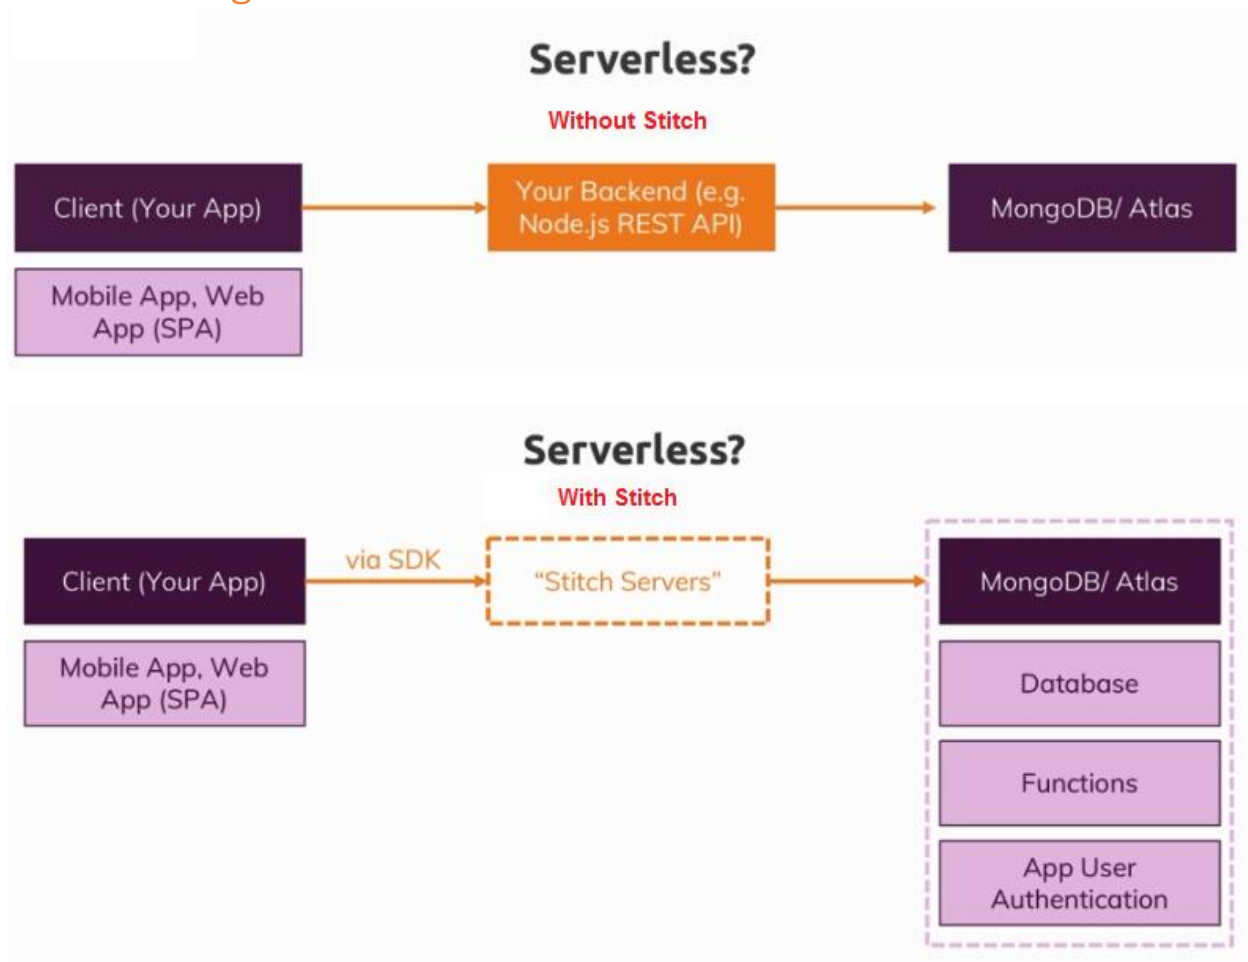 Serverless?
Without Stitch
Client (Your App)
Your Backend (e.g.
Node.js REST API)
MongoDB/ Atlas
Mobile App, Web
App (SPA)
Serverless?
With Stitch
Client (Your App)
via SDK
“Stitch Servers”
MongoDB/ Atlas
Mobile App, Web
App (SPA)
Database
Functions
App User
Authentication